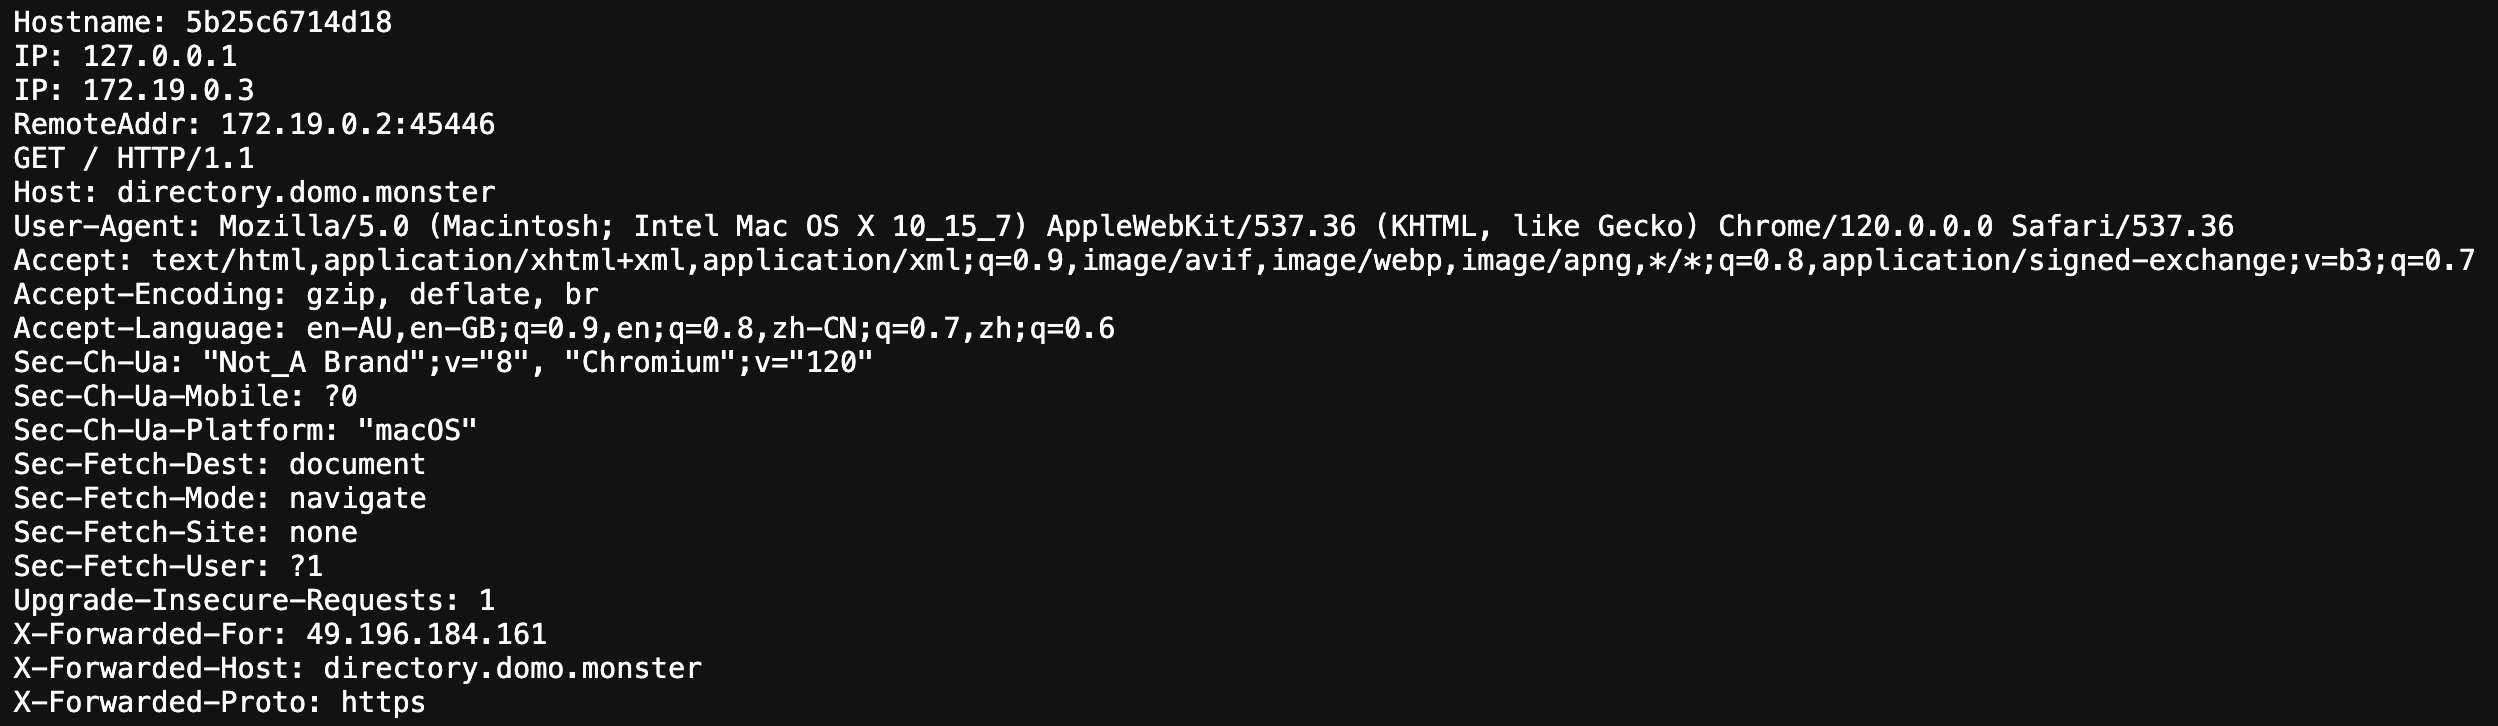 Hostname: 5b25c6714d18
IP: 127.0.0.1
IP: 172.19.0.3
RemoteAddr: 172.19.0.2:45446
GET / HTTP/1.1
Host: directory.domo.monster
User-Agent: Mozilla/5.0 (Macintosh; Intel Mac OS X 10_15_7) AppleWebKit/537.36 (KHTML, like Gecko) Chrome/120.0.0.0 Safari/537.36
Accept: text/html,application/xhtml+xml,application/xml;q=0.9,image/avif,image/webp,image/apng,*/*;q=0.8,application/signed-exchange;v=b3;q=0.7
Accept-Encoding: gzip, deflate, br
Accept-Language: en-AU,en-GB;q=0.9,en;q=0.8,zh-CN;q=0.7,zh;q=0.6
Sec-Ch-Ua: "Not_A Brand";v="8", "Chromium";v="120"
Sec-Ch-Ua-Mobile: ?0
Sec-Ch-Ua-Platform: "macOS"
Sec-Fetch-Dest: document
Sec-Fetch-Mode: navigate
Sec-Fetch-Site: none
Sec-Fetch-User: ?1
Upgrade-Insecure-Requests: 1
X-Forwarded-For: 49.196.184.161
X-Forwarded-Host: directory.domo.monster
X-Forwarded-Proto: https